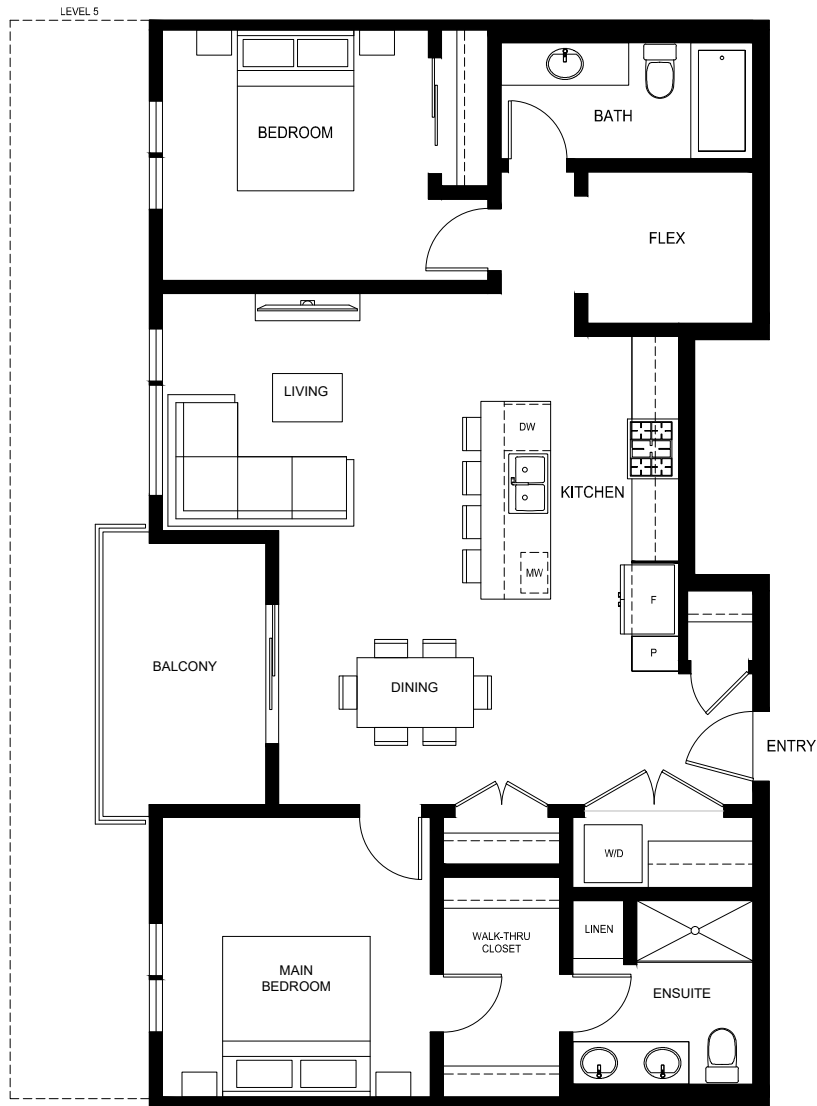 LEVEL 5
BEDROOM
BATH
FLEX
LIVING
DW
KITCHEN
MW
F
P
BALCONY
DINING
ENTRY
W/D
WALK-THRU
CLOSET
LINEN
MAIN
BEDROOM
ENSUITE